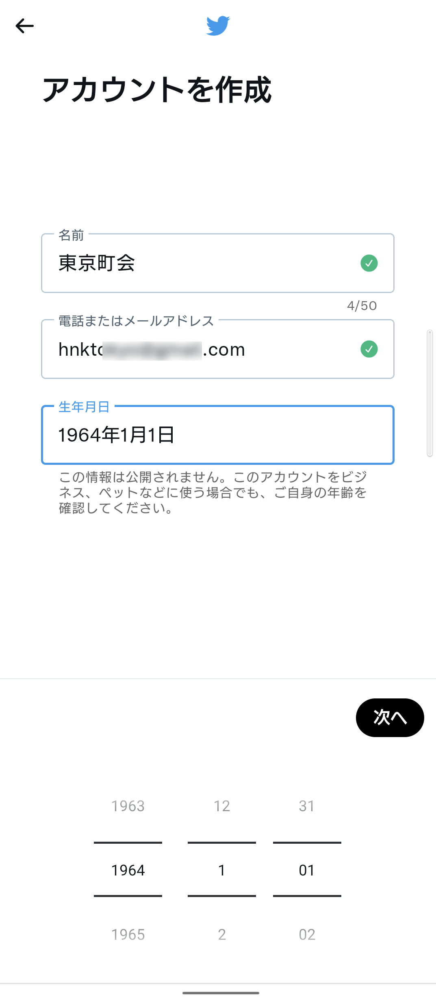 アカウントを作成
名前
東京町会
4/50
電話またはメールアドレス
hnkto .com
生年月日
1964年1月1日
この情報は公開されません。このアカウントをビジ
ネス、ペットなどに使う場合でも、ご自身の年齢を
確認してください。
次へ
1963 12 31
1964 1 01
1965 2 02